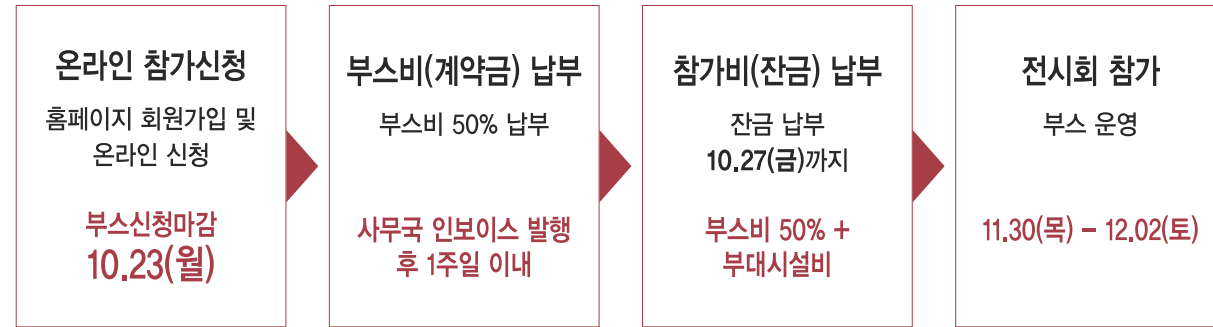 온라인 참가신청
홈페이지 회원가입 및
온라인 신청
부스신청마감
10.23(월)
부스비(계약금) 납부
부스비 50% 납부
사무국 인보이스 발행
후 1주일 이내
참가비(잔금) 납부
잔금 납부
10.27(금)까지
부스비 50% +
부대시설비
전시회 참가
부스 운영
11.30(목) – 12.02(토)